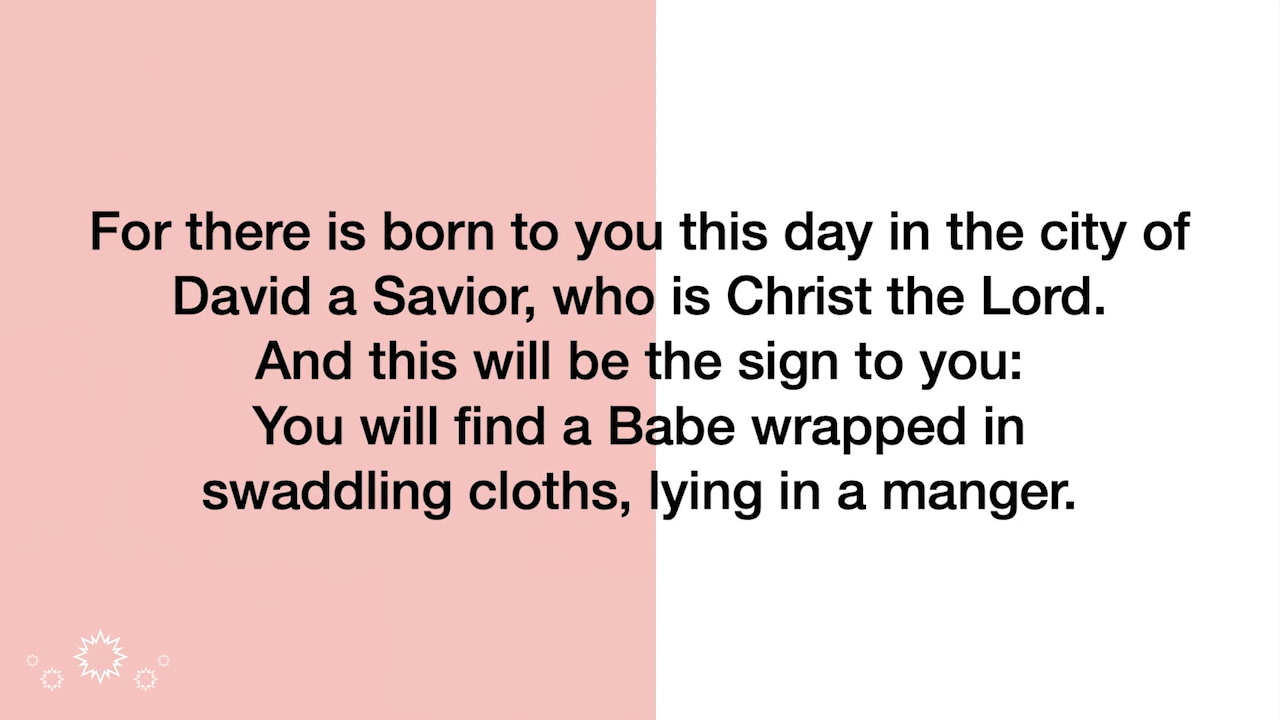 For there is born to you this day in the city of
David a Savior, who is Christ the Lord.
And this will be the sign to you:
You will find a Babe wrapped in
swaddling cloths, lying in a manger.